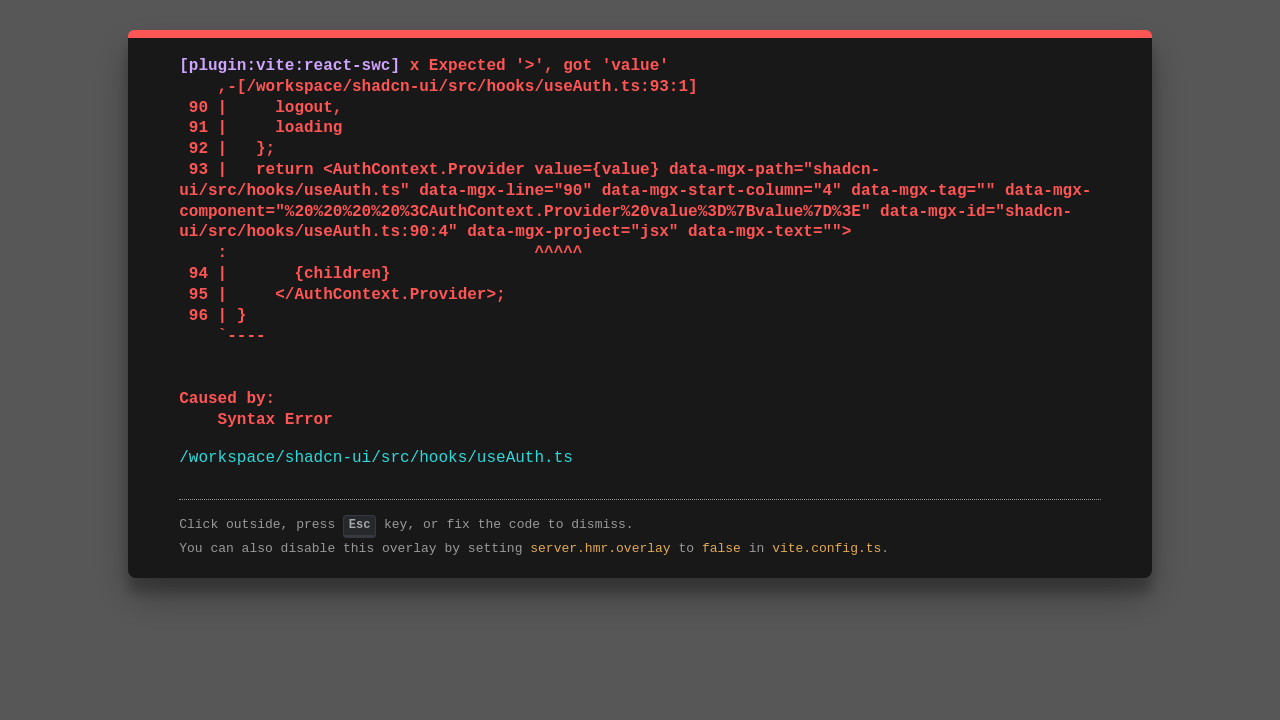 [plugin:vite:react-swc] x Expected '>', got 'value'
    ,-[/workspace/shadcn-ui/src/hooks/useAuth.ts:93:1]
 90 |     logout,
 91 |     loading
 92 |   };
 93 |   return <AuthContext.Provider value={value} data-mgx-path="shadcn-
ui/src/hooks/useAuth.ts" data-mgx-line="90" data-mgx-start-column="4" data-mgx-tag="" data-mgx-
component="%20%20%20%20%3CAuthContext.Provider%20value%3D%7Bvalue%7D%3E" data-mgx-id="shadcn-
ui/src/hooks/useAuth.ts:90:4" data-mgx-project="jsx" data-mgx-text="">
    :                                ^^^^^
 94 |       {children}
 95 |     </AuthContext.Provider>;
 96 | }
    `----
Caused by:
    Syntax Error
/workspace/shadcn-ui/src/hooks/useAuth.ts
Click outside, press Esc key, or fix the code to dismiss.
You can also disable this overlay by setting server.hmr.overlay to false in vite.config.ts.